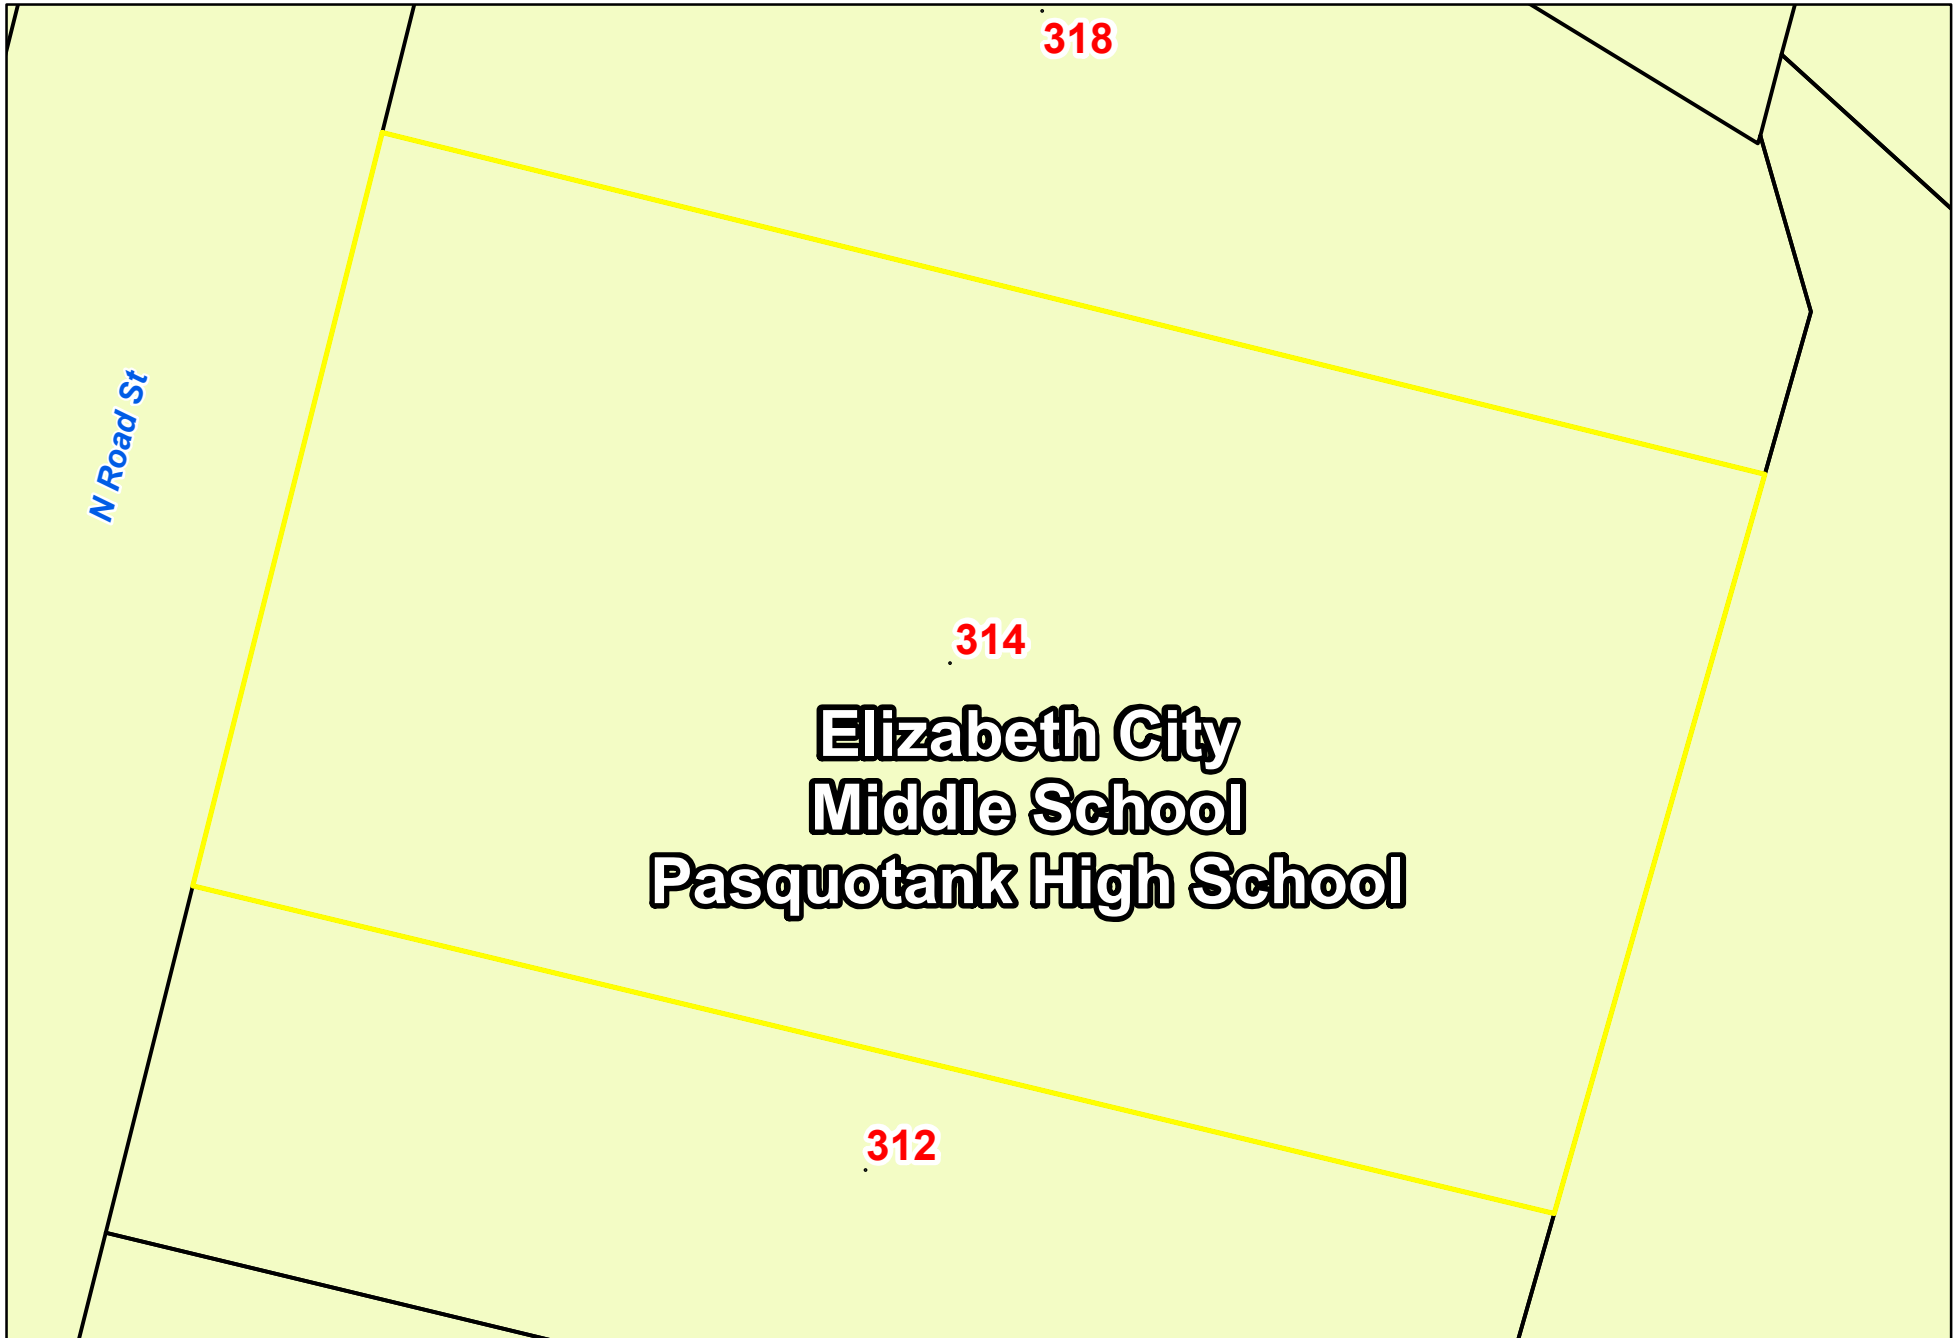 318
N Road St
314
Elizabeth City
Middle School
Pasquotank High School
312